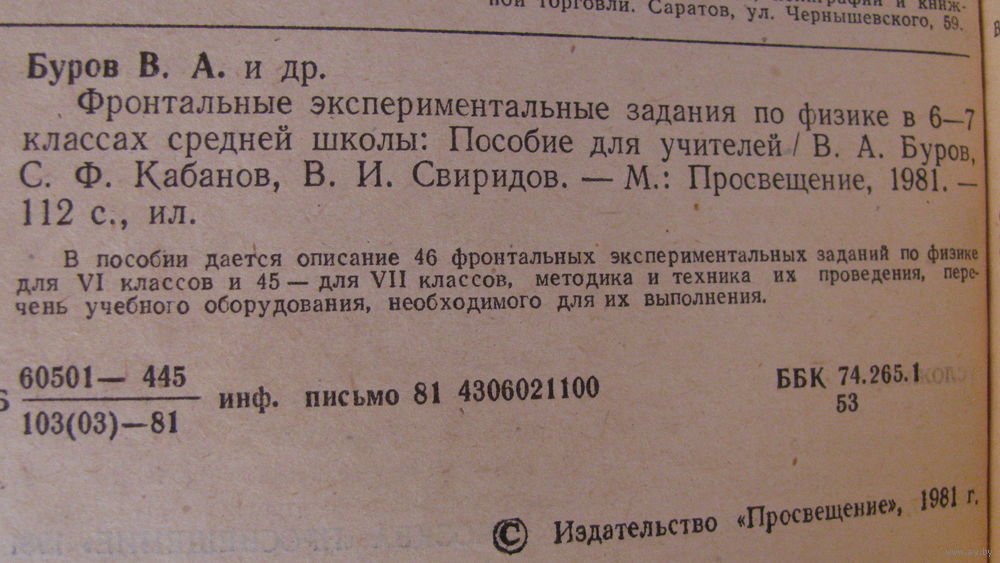 ной торговли. Саратов, ул. Чернышевского, 59.
Буров В. А. и др.
Фронтальные экспериментальные задания по физике в 6—7
классах средней школы: Пособие для учителей / В. А. Буров,
С. Ф. Кабанов, В. И. Свиридов. — М.: Просвещение, 1981. —
112 с., ил.
В пособии дается описание 46 фронтальных экспериментальных заданий по физике
для VI классов и 45 — для VII классов, методика и техника их проведения, пере-
чень учебного оборудования, необходимого для их выполнения.
60501— 445
103(03)—81
инф. письмо 81 4306021100
ББК 74.265.1
53
© Издательство «Просвещение», 1981 г.
www.ay.by